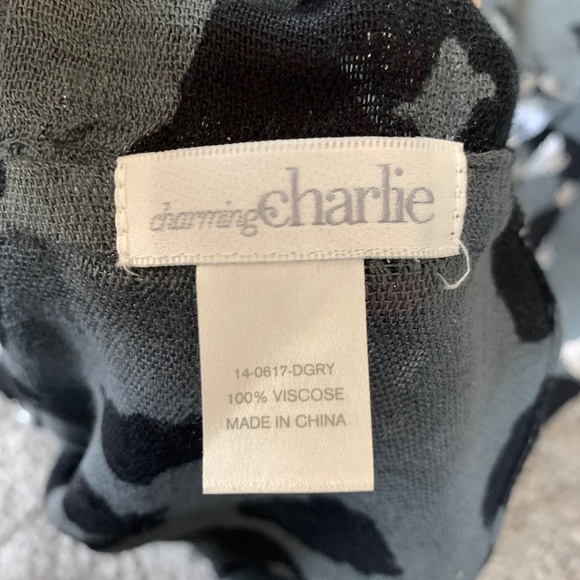 charming charlie
14-0617-DGRY
100% VISCOSE
MADE IN CHINA